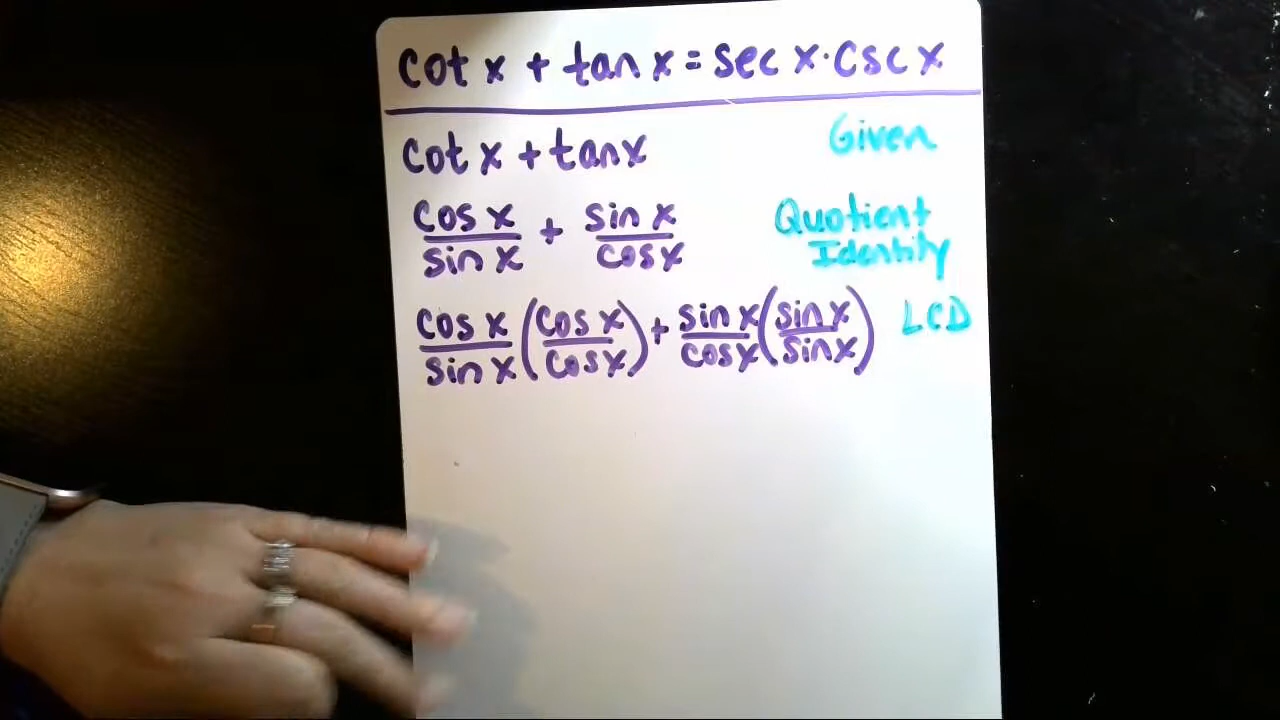 cot x + tan x = sec x · csc x
cot x + tan x Given
cos x / sin x + sin x / cos x Quotient Identity
cos x / sin x (cos x / cos x) + sin x / cos x (sin x / sin x) LCD